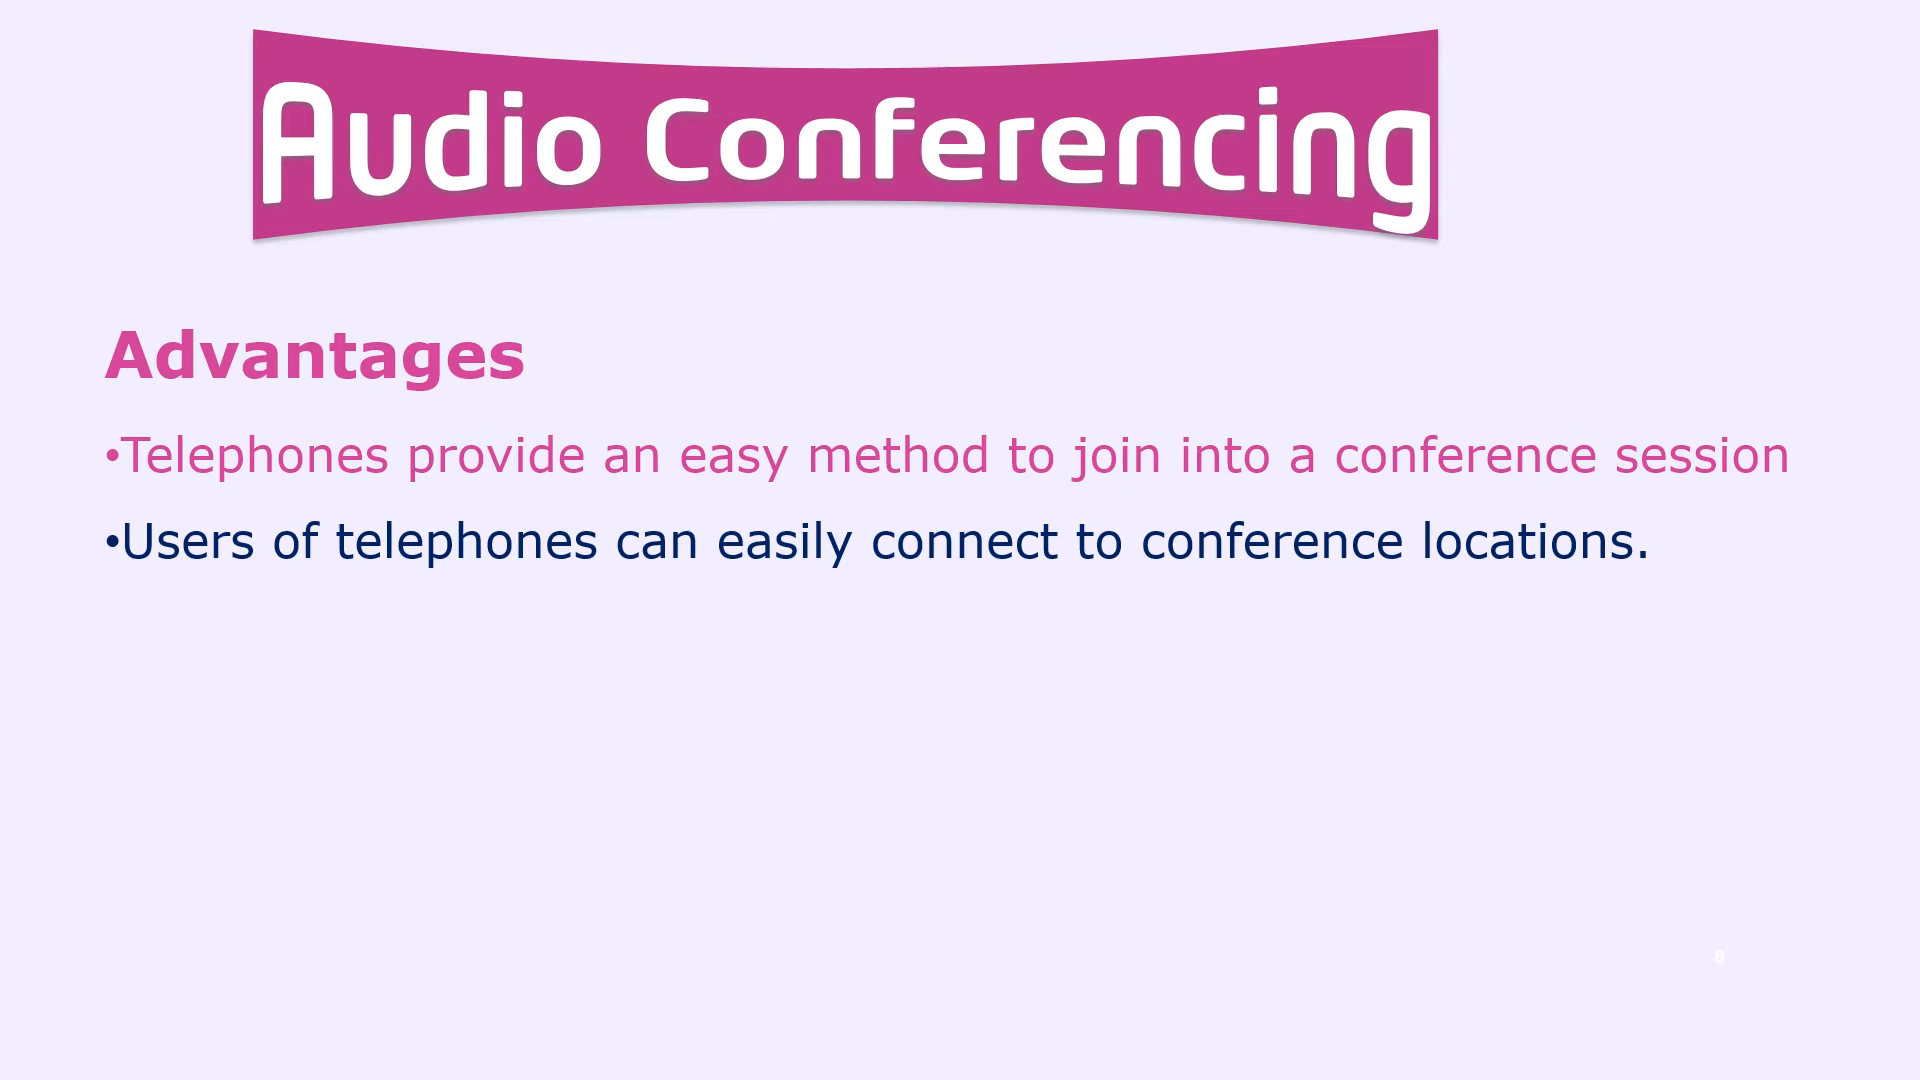 Audio Conferencing
Advantages
•Telephones provide an easy method to join into a conference session
•Users of telephones can easily connect to conference locations.
8